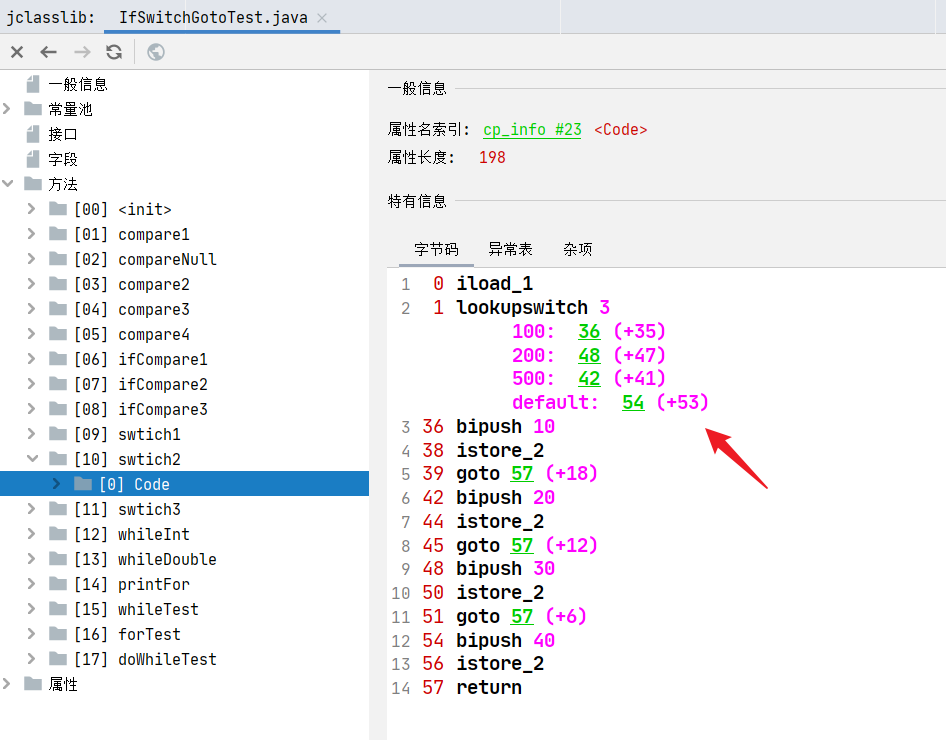 jclasslib: IfSwitchGotoTest.java
一般信息
常量池
接口
字段
方法
[00] <init>
[01] compare1
[02] compareNull
[03] compare2
[04] compare3
[05] compare4
[06] ifCompare1
[07] ifCompare2
[08] ifCompare3
[09] swtich1
[10] swtich2
[0] Code
[11] swtich3
[12] whileInt
[13] whileDouble
[14] printFor
[15] whileTest
[16] forTest
[17] doWhileTest
属性
一般信息
属性名索引: cp_info #23 <Code>
属性长度: 198
特有信息
字节码 异常表 杂项
1 0 iload_1
2 1 lookupswitch 3
100: 36 (+35)
200: 48 (+47)
500: 42 (+41)
default: 54 (+53)
3 36 bipush 10
4 38 istore_2
5 39 goto 57 (+18)
6 42 bipush 20
7 44 istore_2
8 45 goto 57 (+12)
9 48 bipush 30
10 50 istore_2
11 51 goto 57 (+6)
12 54 bipush 40
13 56 istore_2
14 57 return